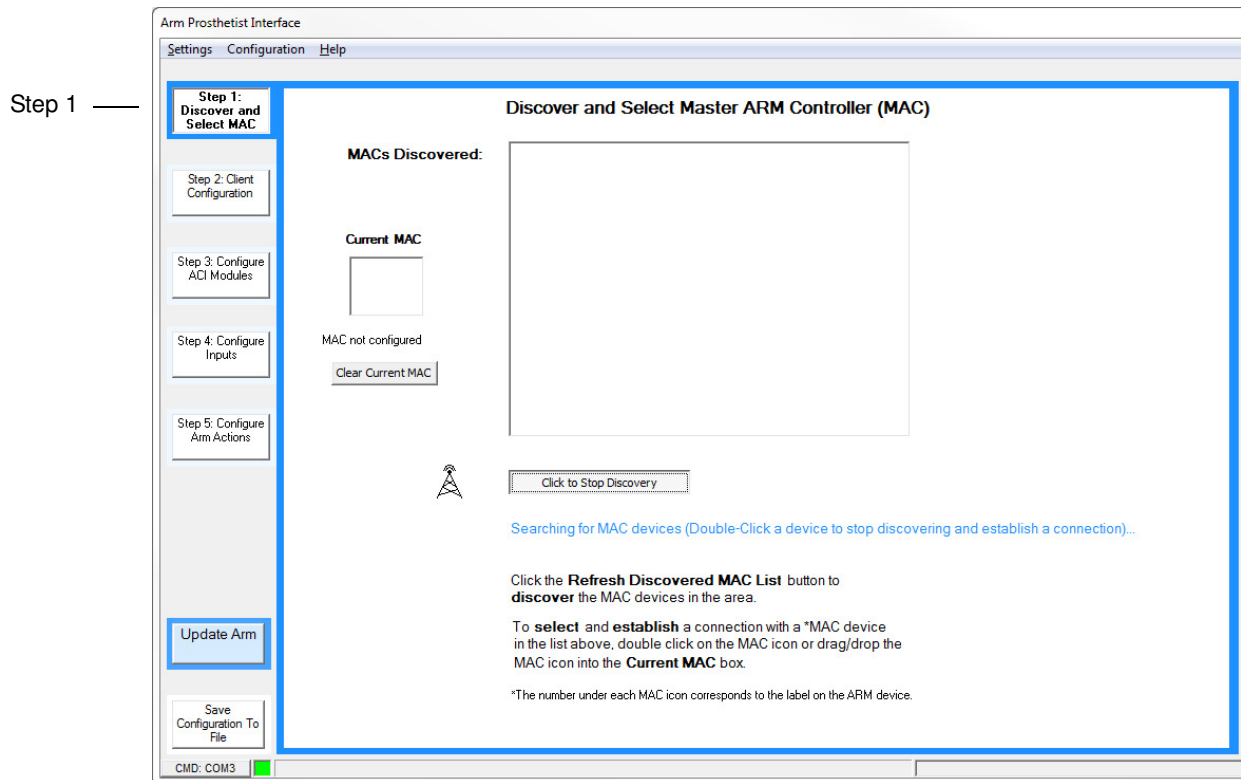 Arm Prosthetist Interface
Settings Configuration Help
Step 1
Step 1:
Discover and
Select MAC
Discover and Select Master ARM Controller (MAC)
MACs Discovered:
Step 2: Client
Configuration
Current MAC
Step 3: Configure
ACI Modules
MAC not configured
Step 4: Configure
Inputs
Clear Current MAC
Step 5: Configure
Arm Actions
Click to Stop Discovery
Searching for MAC devices (Double-Click a device to stop discovering and establish a connection)...
Click the Refresh Discovered MAC List button to
discover the MAC devices in the area.
To select and establish a connection with a *MAC device
in the list above, double click on the MAC icon or drag/drop the
MAC icon into the Current MAC box.
*The number under each MAC icon corresponds to the label on the ARM device.
Update Arm
Save
Configuration To
File
CMD: COM3